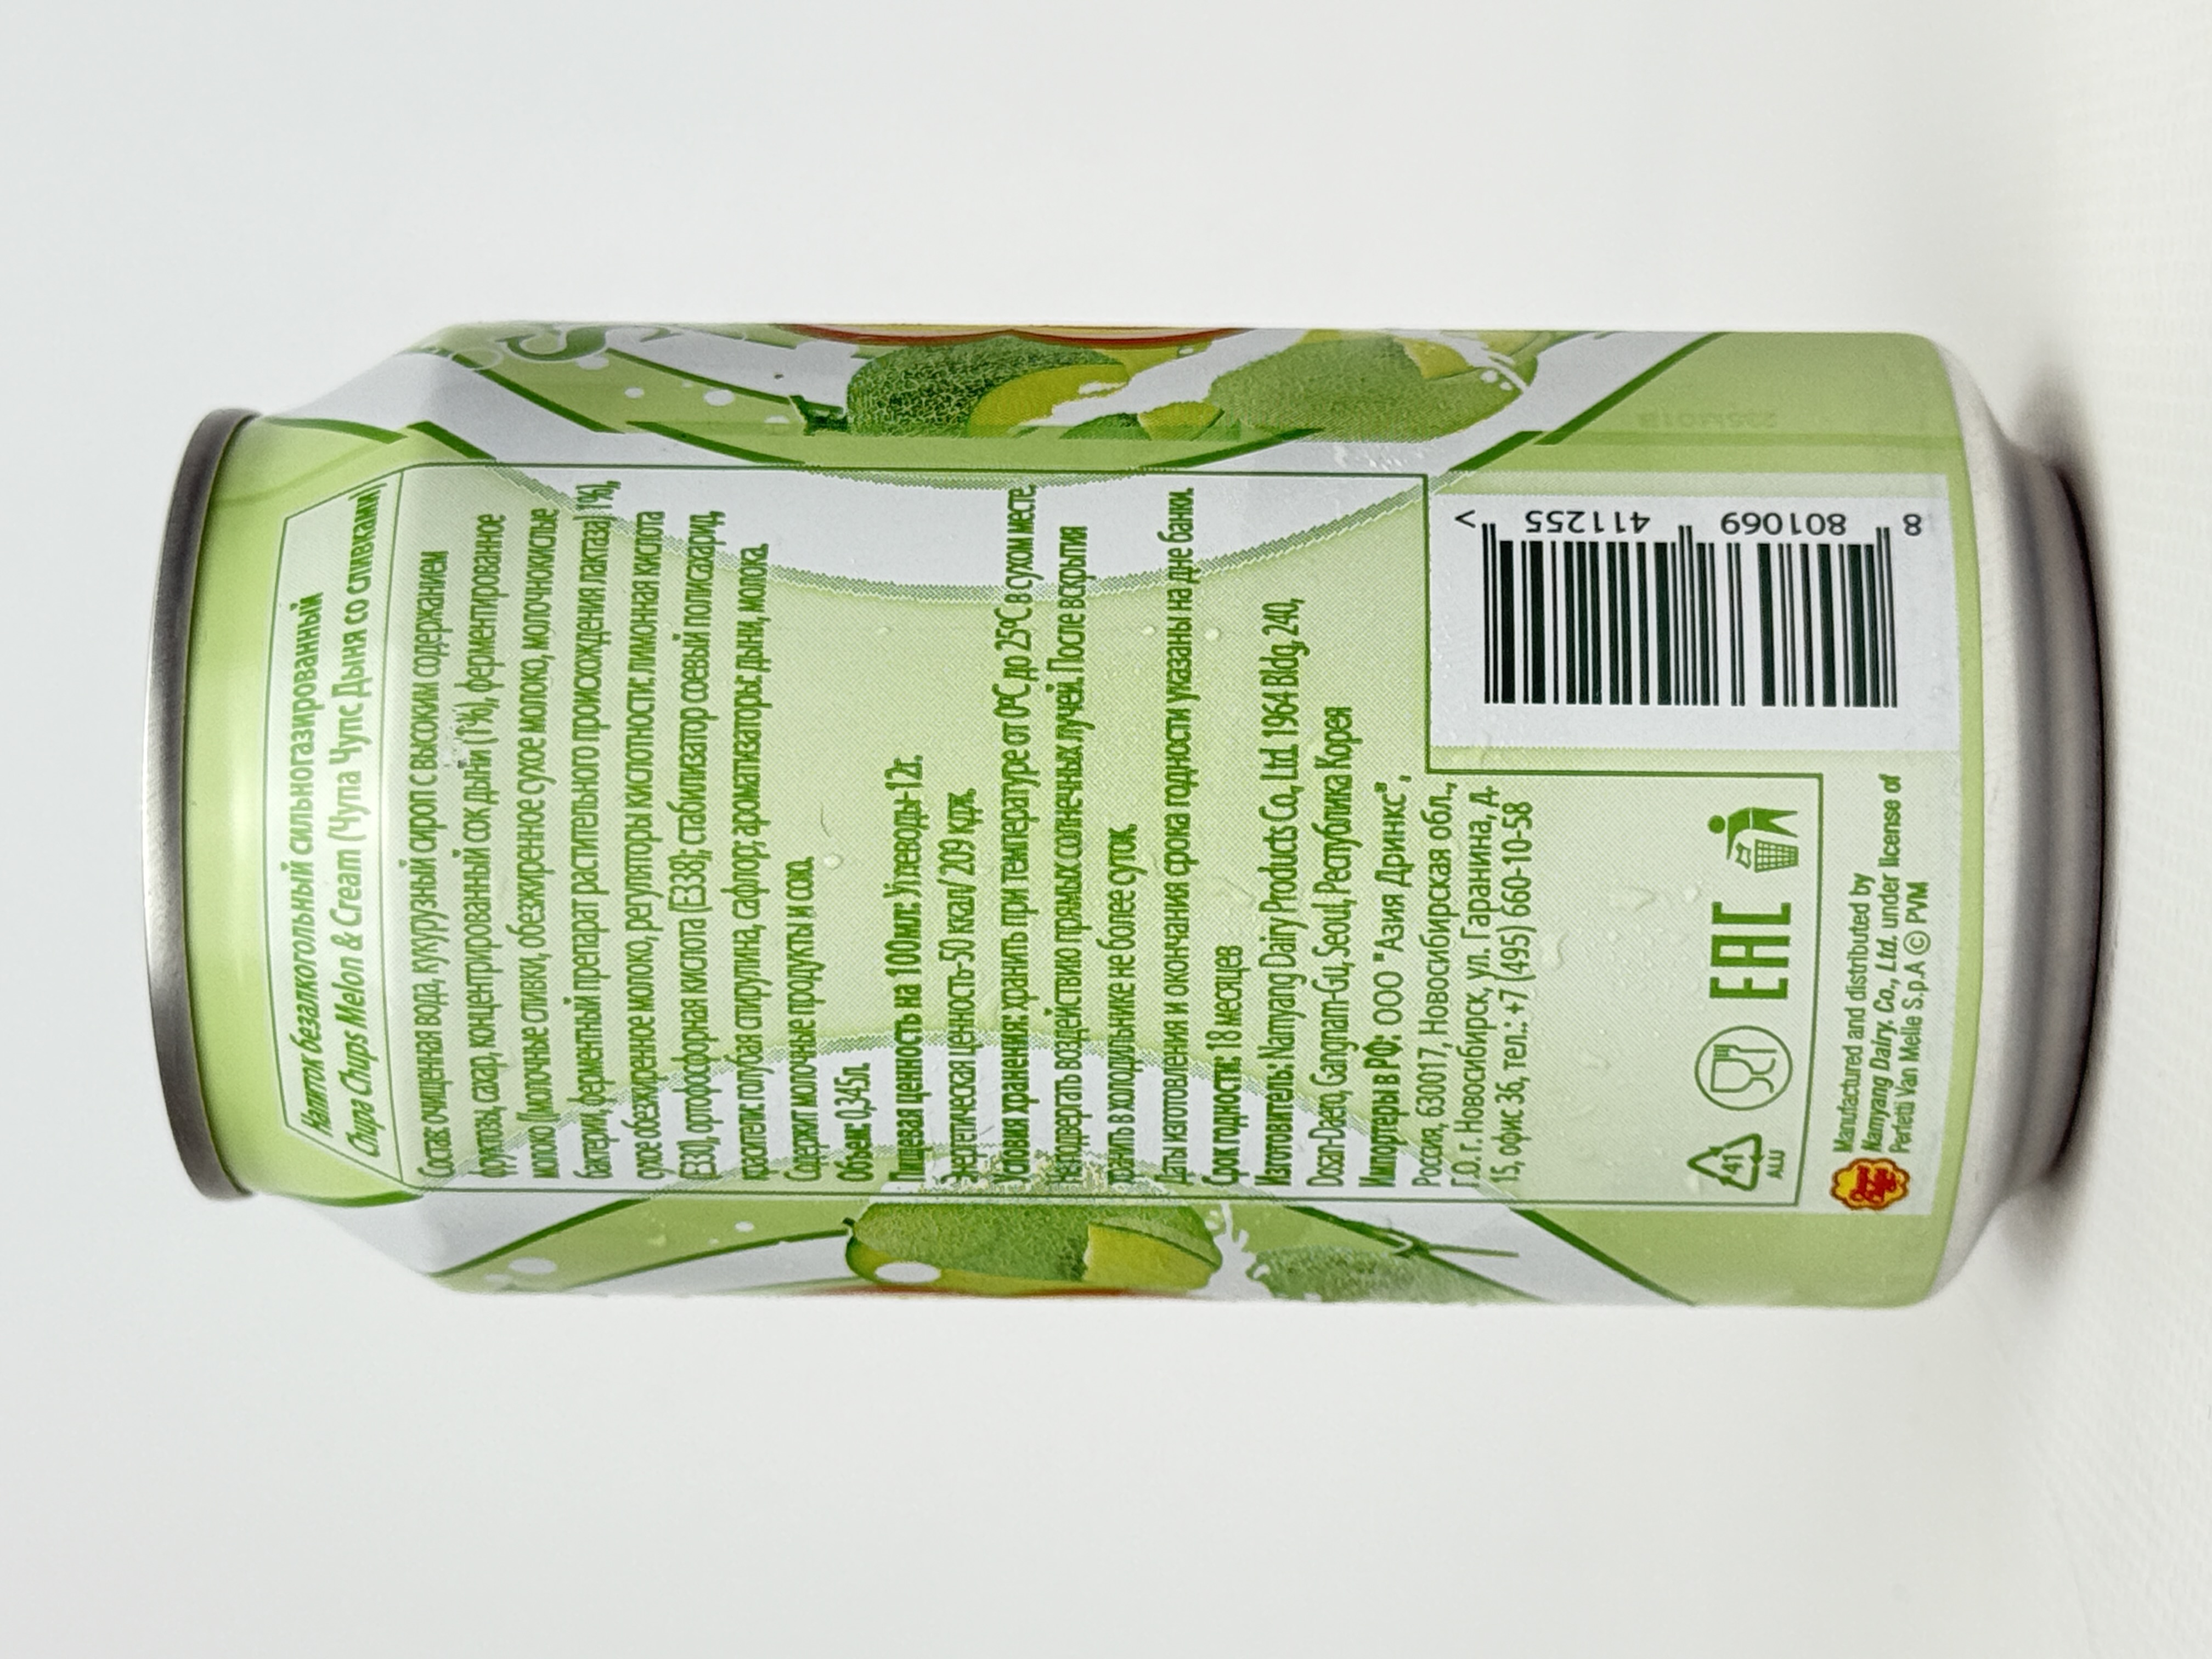 Напиток безалкогольный сильногазированный
Chupa Chups Melon & Cream (Чупа Чупс Дыня со сливками)
Состав: очищенная вода, кукурузный сироп с высоким содержанием
фруктозы, сахар, концентрированный сок дыни (1%), ферментированное
молоко (молочные сливки, обезжиренное сухое молоко, молочнокислые
бактерии, ферментный препарат растительного происхождения лактаза) 1%),
сухое обезжиренное молоко, регуляторы кислотности: лимонная кислота
(Е330), ортофосфорная кислота (Е338); стабилизатор соевый полисахарид,
красители: голубая спирулина, сафлор; ароматизаторы: дыни, молока.
Содержит молочные продукты и сою.
Объем: 0,345л.
Пищевая ценность на 100мл: Углеводы-12г.
Энергетическая ценность-50 ккал/ 209 кдж.
Условия хранения: хранить при температуре от 0°С до 25°С в сухом месте.
Не подвергать воздействию прямых солнечных лучей. После вскрытия
хранить в холодильнике не более суток.
Даты изготовления и окончания срока годности указаны на дне банки.
Срок годности: 18 месяцев
Изготовитель: Namyang Dairy Products Co., Ltd. 1964 Bldg, 240,
Dosan-Daero, Gangnam-Gu, Seoul, Республика Корея
Импортеры в РФ: ООО "Азия Дринкс",
Россия, 630017, Новосибирская обл.,
Г.О. г. Новосибирск, ул. Гаранина, д.
15, офис 36, тел.: +7 (495) 660-10-58
41
ALU
EAC
8 801069 411255 >
Manufactured and distributed by
Namyang Dairy. Co., Ltd. under license of
Perfetti Van Melle S.p.A © PVM
Chupa Chups